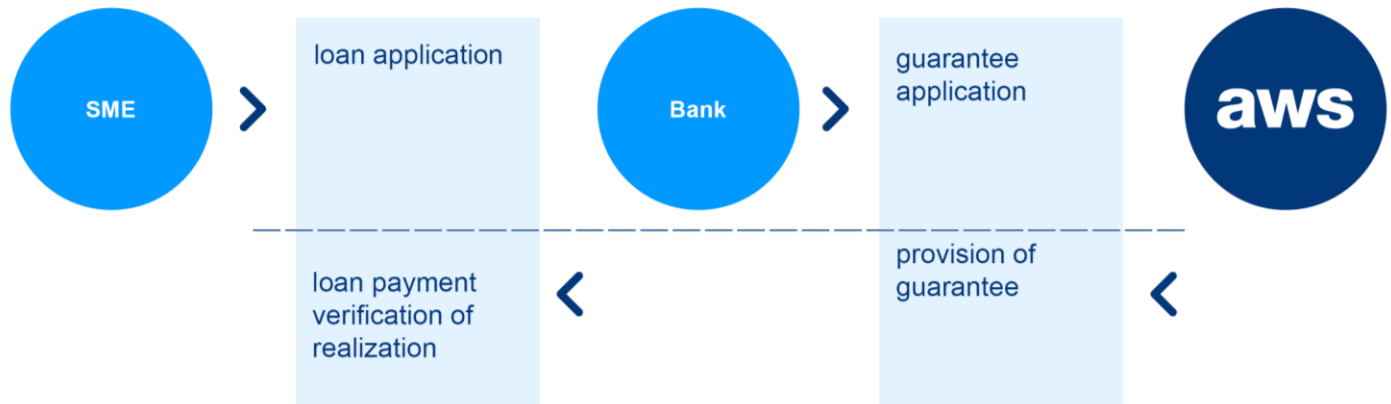 SME
loan application
Bank
guarantee
application
aws
loan payment
verification of
realization
provision of
guarantee